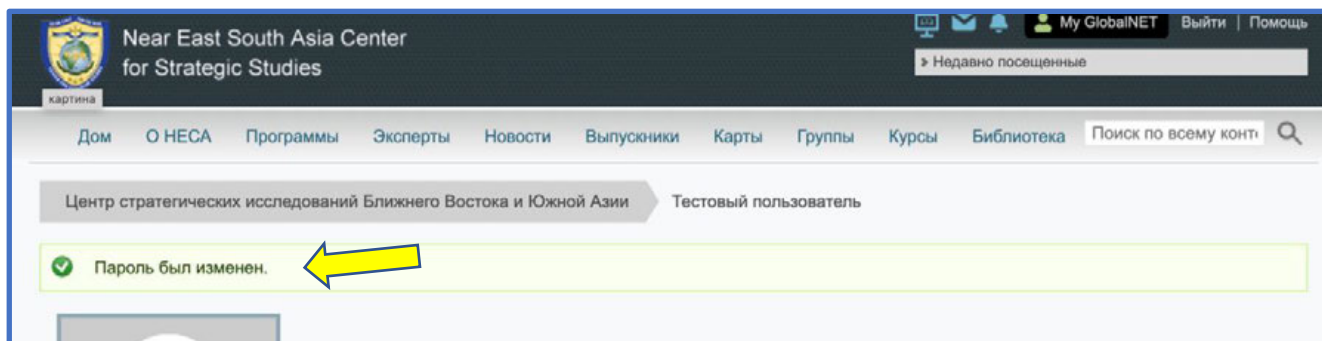 Near East South Asia Center
for Strategic Studies
My GlobalNET Выйти | Помощь
Недавно посещенные
картина
Дом О НЕСА Программы Эксперты Новости Выпускники Карты Группы Курсы Библиотека Поиск по всему конт
Центр стратегических исследований Ближнего Востока и Южной Азии Тестовый пользователь
Пароль был изменен.